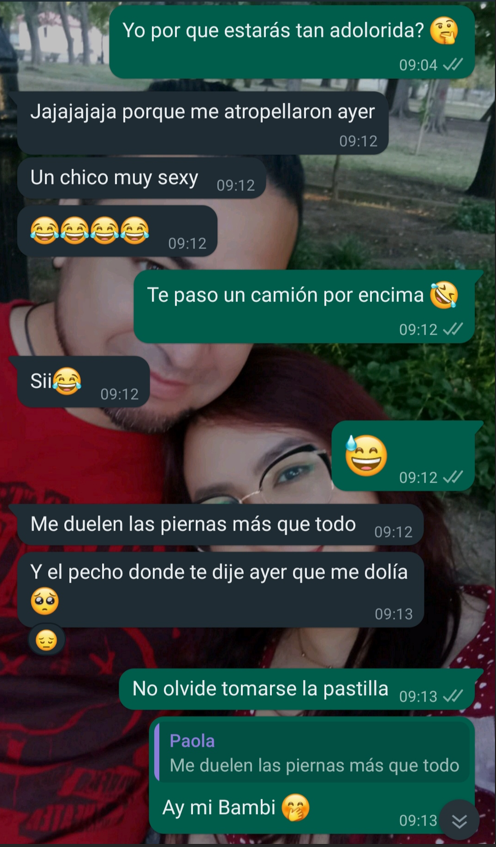 Yo por que estarás tan adolorida? 🤔
09:04
Jajajajaja porque me atropellaron ayer
09:12
Un chico muy sexy 09:12
😂😂😂😂 09:12
Te paso un camión por encima 🤣
09:12
Sii😂 09:12
😅 09:12
Me duelen las piernas más que todo 09:12
Y el pecho donde te dije ayer que me dolía
🥺
09:13
😔
No olvide tomarse la pastilla 09:13
Paola
Me duelen las piernas más que todo
Ay mi Bambi 🤭
09:13